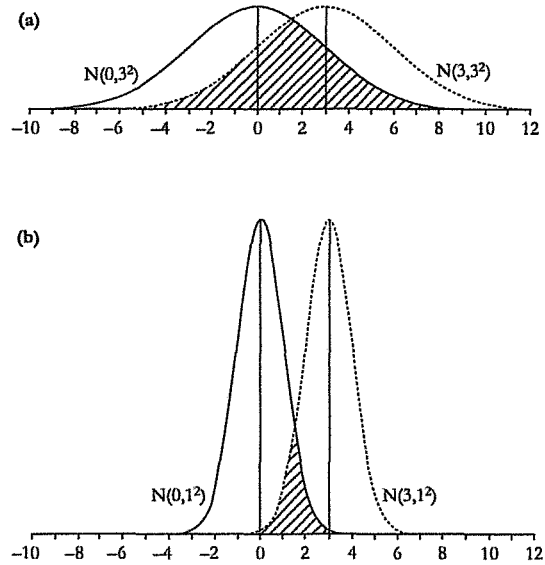 (a)
N(0,3²)
N(3,3²)
–10 –8 –6 –4 –2 0 2 4 6 8 10 12
(b)
N(0,1²)
N(3,1²)
–10 –8 –6 –4 –2 0 2 4 6 8 10 12